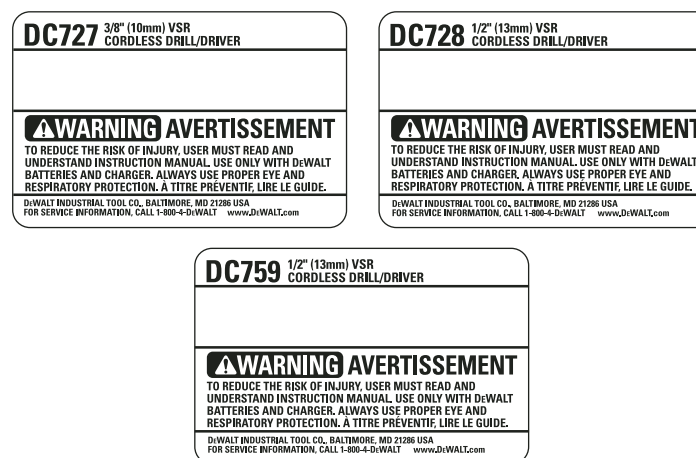 DC727 3/8" (10mm) VSR
CORDLESS DRILL/DRIVER
WARNING AVERTISSEMENT
TO REDUCE THE RISK OF INJURY, USER MUST READ AND
UNDERSTAND INSTRUCTION MANUAL. USE ONLY WITH DEWALT
BATTERIES AND CHARGER. ALWAYS USE PROPER EYE AND
RESPIRATORY PROTECTION. À TITRE PRÉVENTIF, LIRE LE GUIDE.
DEWALT INDUSTRIAL TOOL CO., BALTIMORE, MD 21286 USA
FOR SERVICE INFORMATION, CALL 1-800-4-DEWALT www.DEWALT.com
DC728 1/2" (13mm) VSR
CORDLESS DRILL/DRIVER
WARNING AVERTISSEMENT
TO REDUCE THE RISK OF INJURY, USER MUST READ AND
UNDERSTAND INSTRUCTION MANUAL. USE ONLY WITH DEWALT
BATTERIES AND CHARGER. ALWAYS USE PROPER EYE AND
RESPIRATORY PROTECTION. À TITRE PRÉVENTIF, LIRE LE GUIDE.
DEWALT INDUSTRIAL TOOL CO., BALTIMORE, MD 21286 USA
FOR SERVICE INFORMATION, CALL 1-800-4-DEWALT www.DEWALT.com
DC759 1/2" (13mm) VSR
CORDLESS DRILL/DRIVER
WARNING AVERTISSEMENT
TO REDUCE THE RISK OF INJURY, USER MUST READ AND
UNDERSTAND INSTRUCTION MANUAL. USE ONLY WITH DEWALT
BATTERIES AND CHARGER. ALWAYS USE PROPER EYE AND
RESPIRATORY PROTECTION. À TITRE PRÉVENTIF, LIRE LE GUIDE.
DEWALT INDUSTRIAL TOOL CO., BALTIMORE, MD 21286 USA
FOR SERVICE INFORMATION, CALL 1-800-4-DEWALT www.DEWALT.com